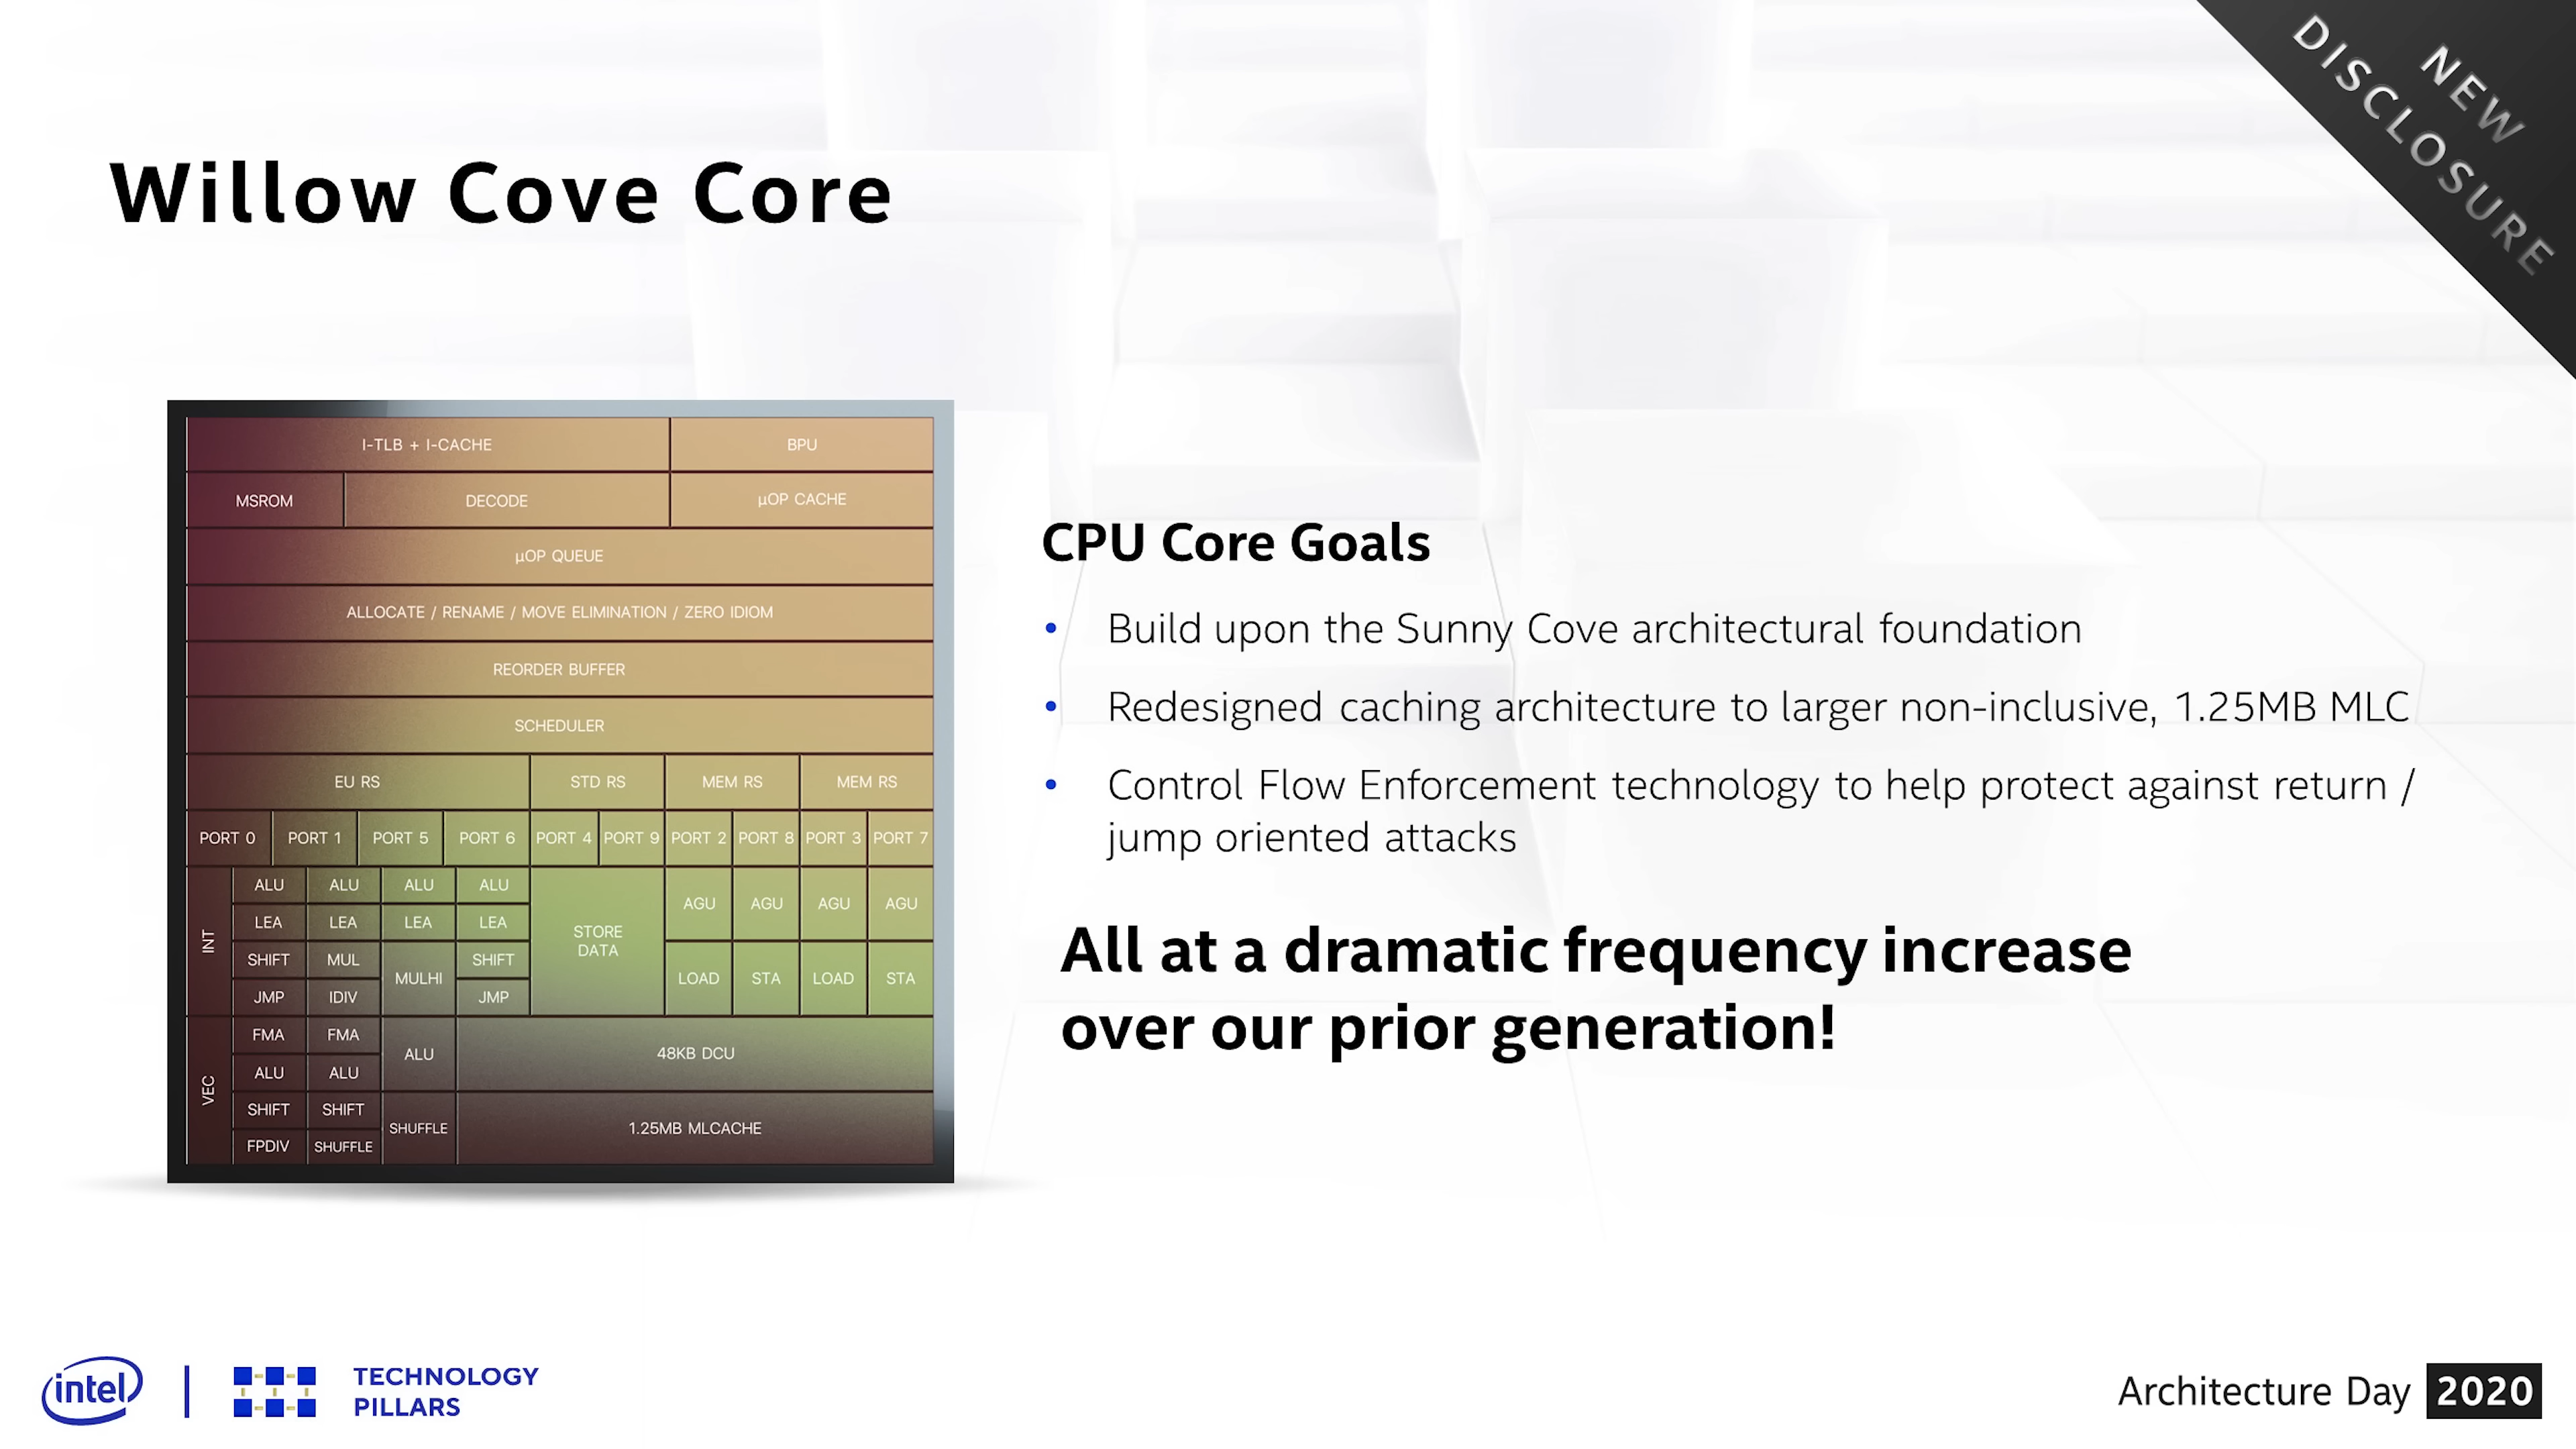 NEW
DISCLOSURE
Willow Cove Core
I-TLB + I-CACHE BPU
MSROM DECODE µOP CACHE
µOP QUEUE
ALLOCATE / RENAME / MOVE ELIMINATION / ZERO IDIOM
REORDER BUFFER
SCHEDULER
EU RS STD RS MEM RS MEM RS
PORT 0 PORT 1 PORT 5 PORT 6 PORT 4 PORT 9 PORT 2 PORT 8 PORT 3 PORT 7
INT
ALU ALU ALU ALU
LEA LEA LEA LEA
SHIFT MUL MULHI SHIFT
JMP IDIV JMP
STORE
DATA
AGU AGU AGU AGU
LOAD STA LOAD STA
VEC
FMA FMA ALU
ALU ALU
SHIFT SHIFT SHUFFLE
FPDIV SHUFFLE
48KB DCU
1.25MB MLCACHE
CPU Core Goals
• Build upon the Sunny Cove architectural foundation
• Redesigned caching architecture to larger non-inclusive, 1.25MB MLC
• Control Flow Enforcement technology to help protect against return /
jump oriented attacks
All at a dramatic frequency increase
over our prior generation!
intel
TECHNOLOGY
PILLARS
Architecture Day 2020